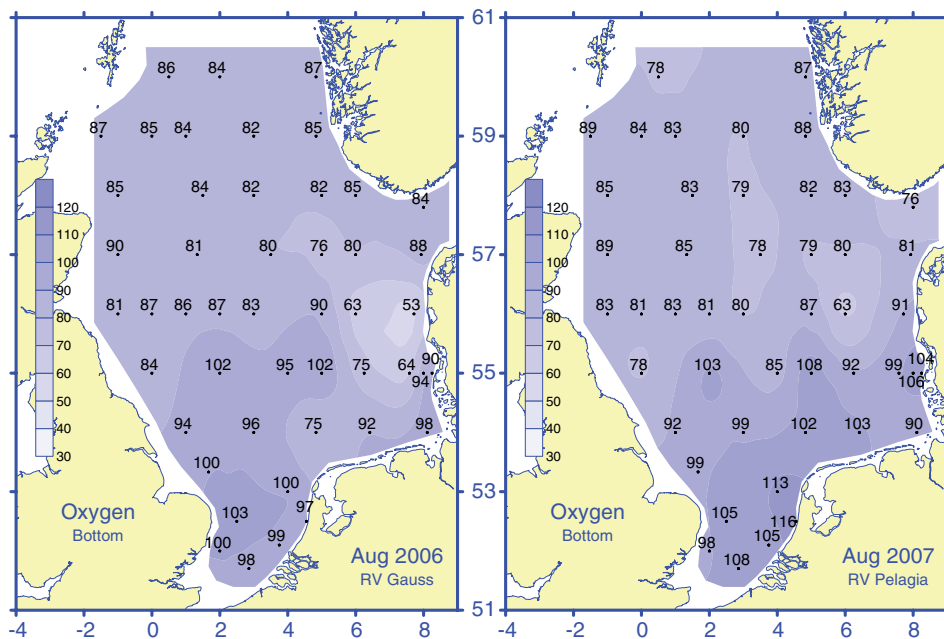 61
59
57
55
53
51
86 84 87
87 85 84 82 85
85 84 82 82 85
84
90 81 80 76 80 88
81 87 86 87 83 90 63 53
84 102 95 102 75 64 90
94
94 96 75 92 98
100
100
103 97
100 99
98
120
110
100
90
80
70
60
50
40
30
Oxygen
Bottom
Aug 2006
RV Gauss
-4 -2 0 2 4 6 8
78 87
89 84 83 80 88
85 83 79 82 83
76
89 85 78 79 80 81
83 81 83 81 80 87 63 91
78 103 85 108 92 99 104
106
92 99 102 103 90
99
113
105 116
98 105
108
120
110
100
90
80
70
60
50
40
30
Oxygen
Bottom
Aug 2007
RV Pelagia
-4 -2 0 2 4 6 8